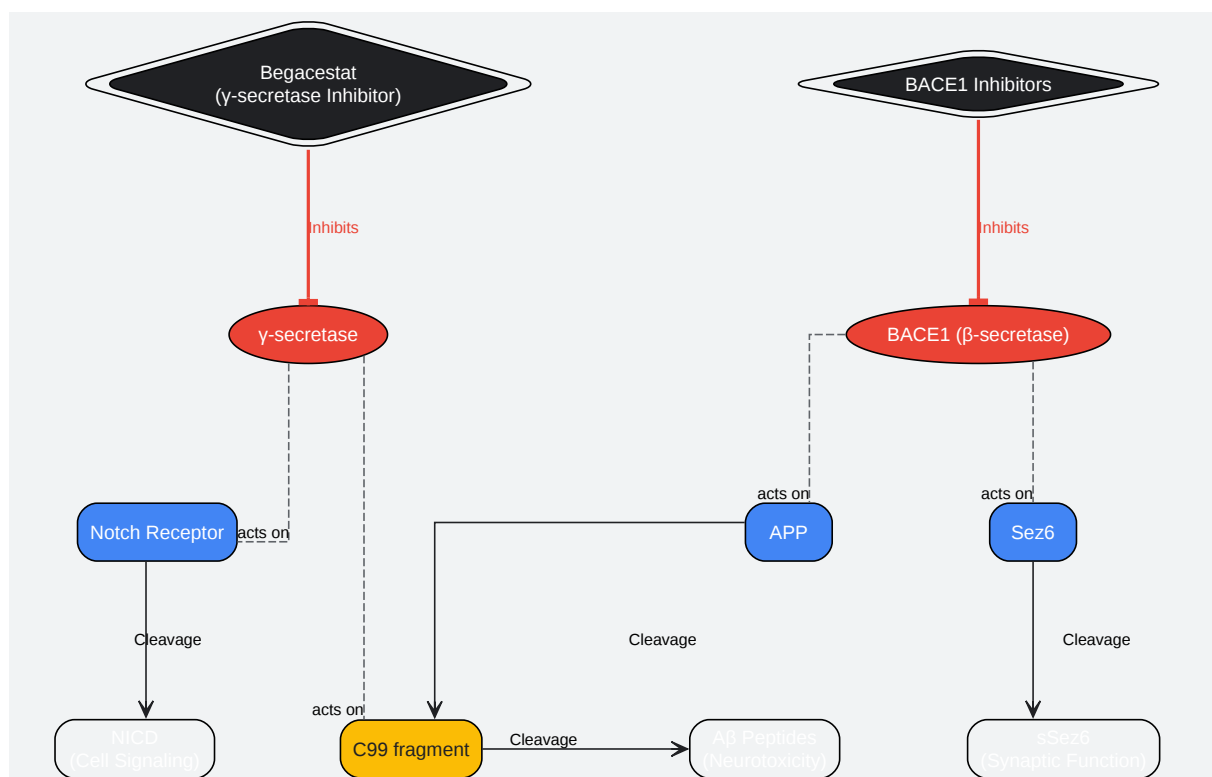 Begacestat
(γ-secretase Inhibitor)
BACE1 Inhibitors
Inhibits
Inhibits
γ-secretase
BACE1 (β-secretase)
acts on
acts on
Notch Receptor
acts on
APP
Sez6
Cleavage
Cleavage
Cleavage
acts on
NICD
(Cell Signaling)
C99 fragment
Cleavage
Aβ Peptides
(Neurotoxicity)
sSez6
(Synaptic Function)